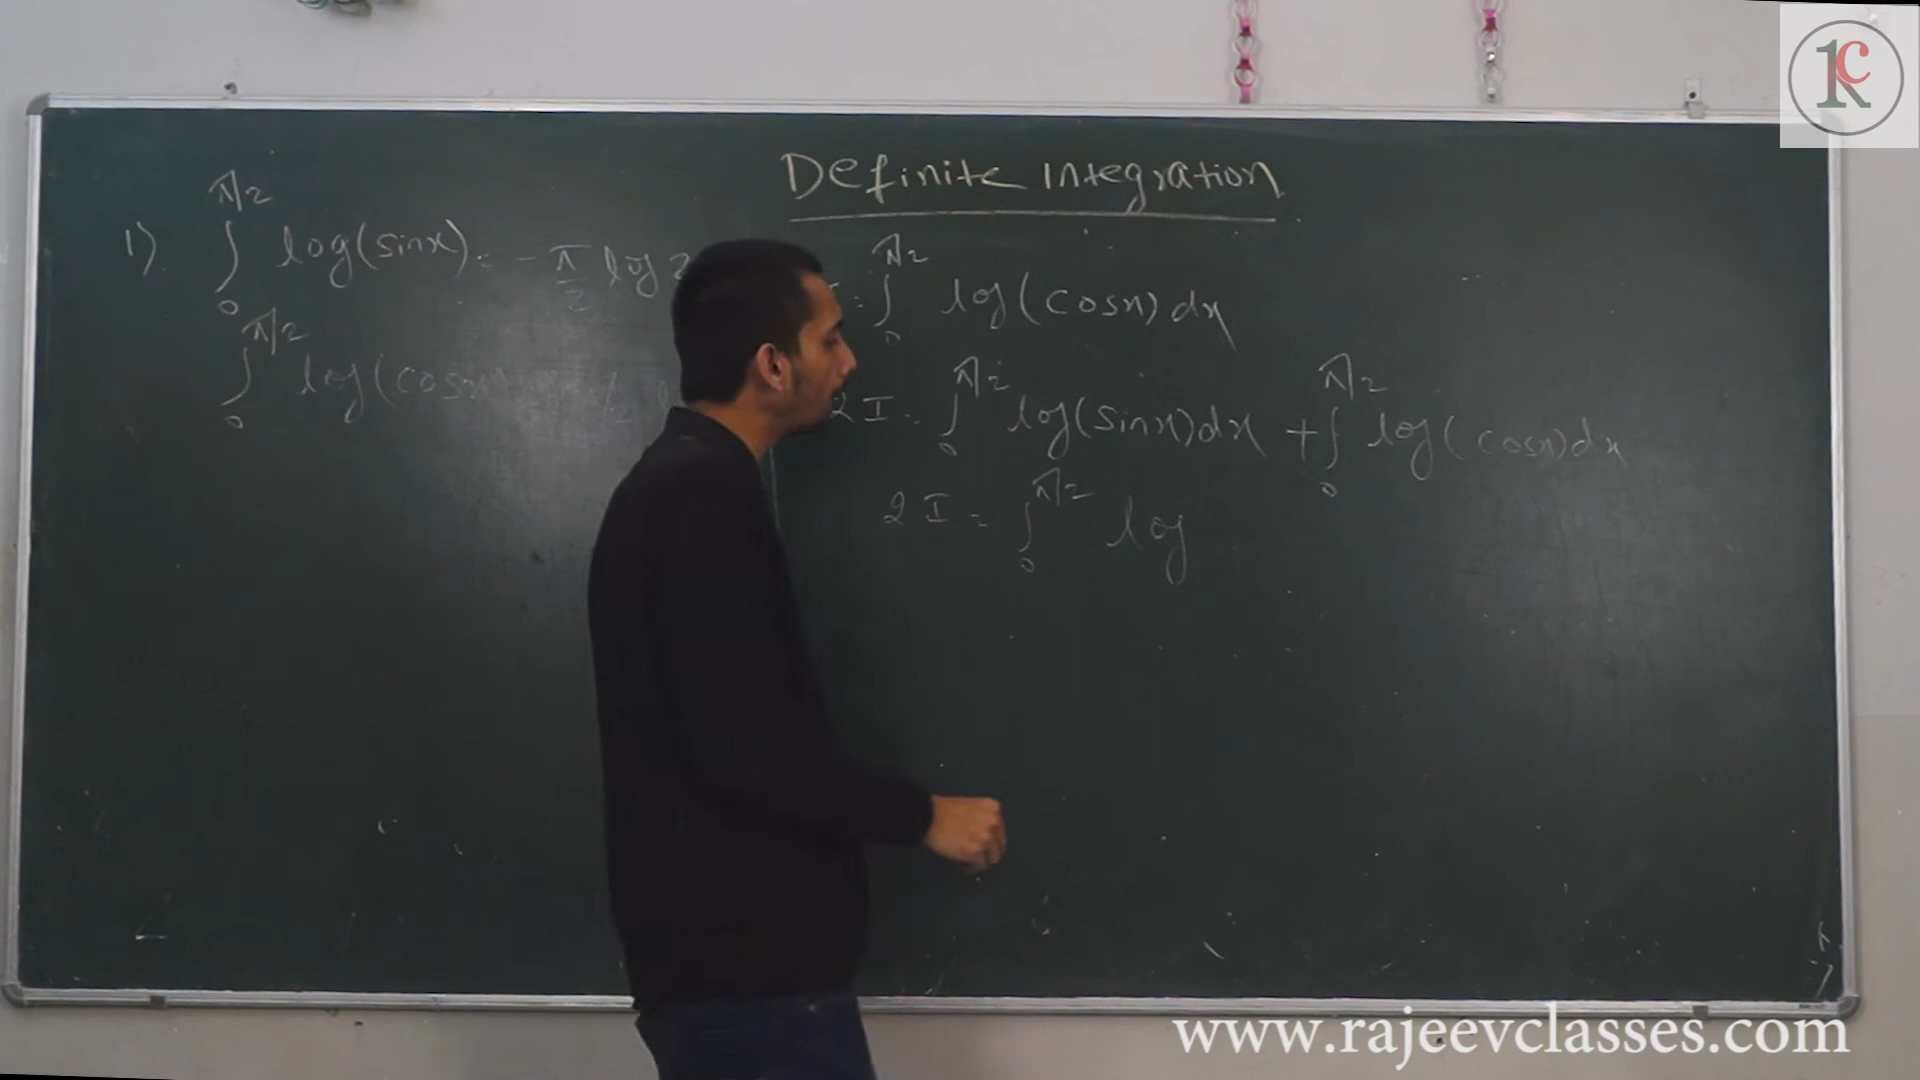 Definite Integration
1). ∫₀^π/2 log(sinx) = -π/2 log 2
∫₀^π/2 log(cosx)
I = ∫₀^π/2 log(cosx) dx
2I = ∫₀^π/2 log(sinx)dx + ∫₀^π/2 log(cosx)dx
2I = ∫₀^π/2 log
www.rajeevclasses.com